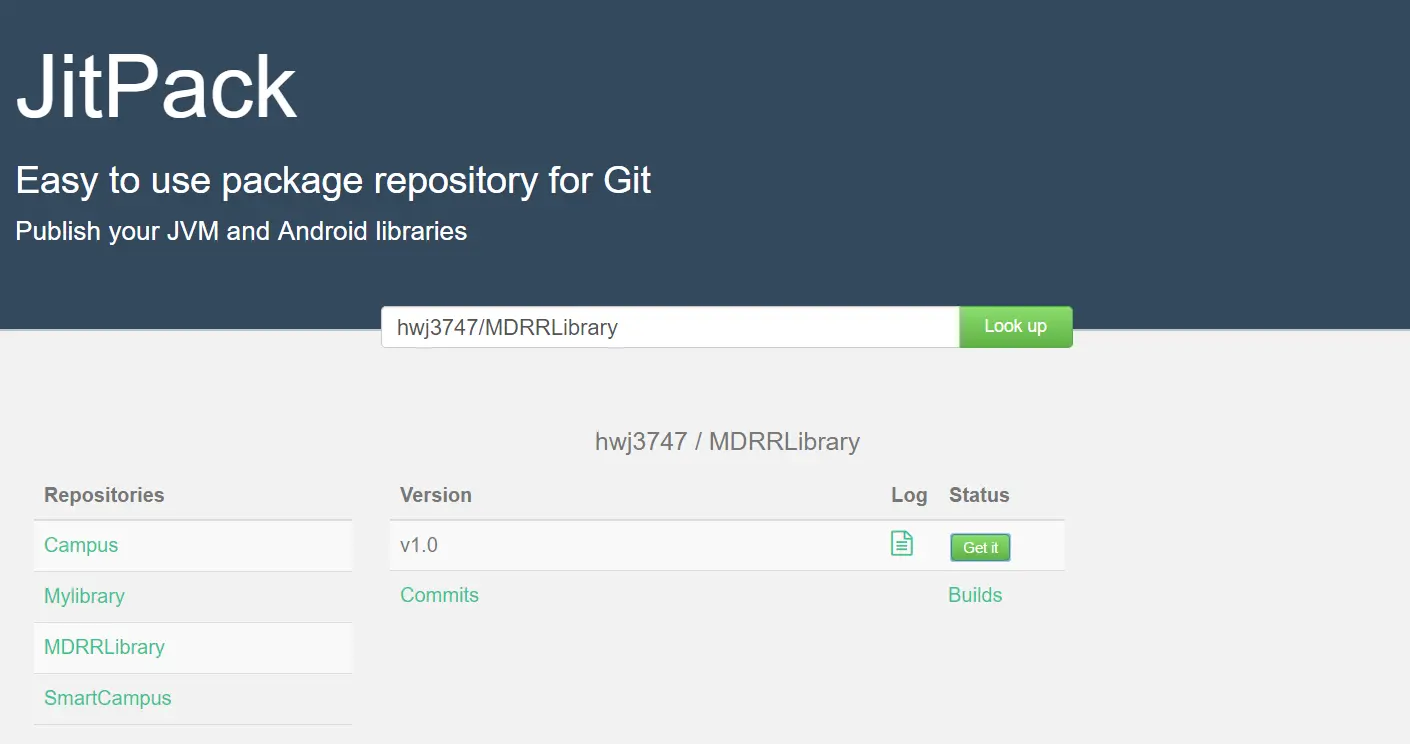 JitPack
Easy to use package repository for Git
Publish your JVM and Android libraries
hwj3747/MDRRLibrary Look up
hwj3747 / MDRRLibrary
Repositories
Campus
Mylibrary
MDRRLibrary
SmartCampus
Version Log Status
v1.0 Get it
Commits Builds